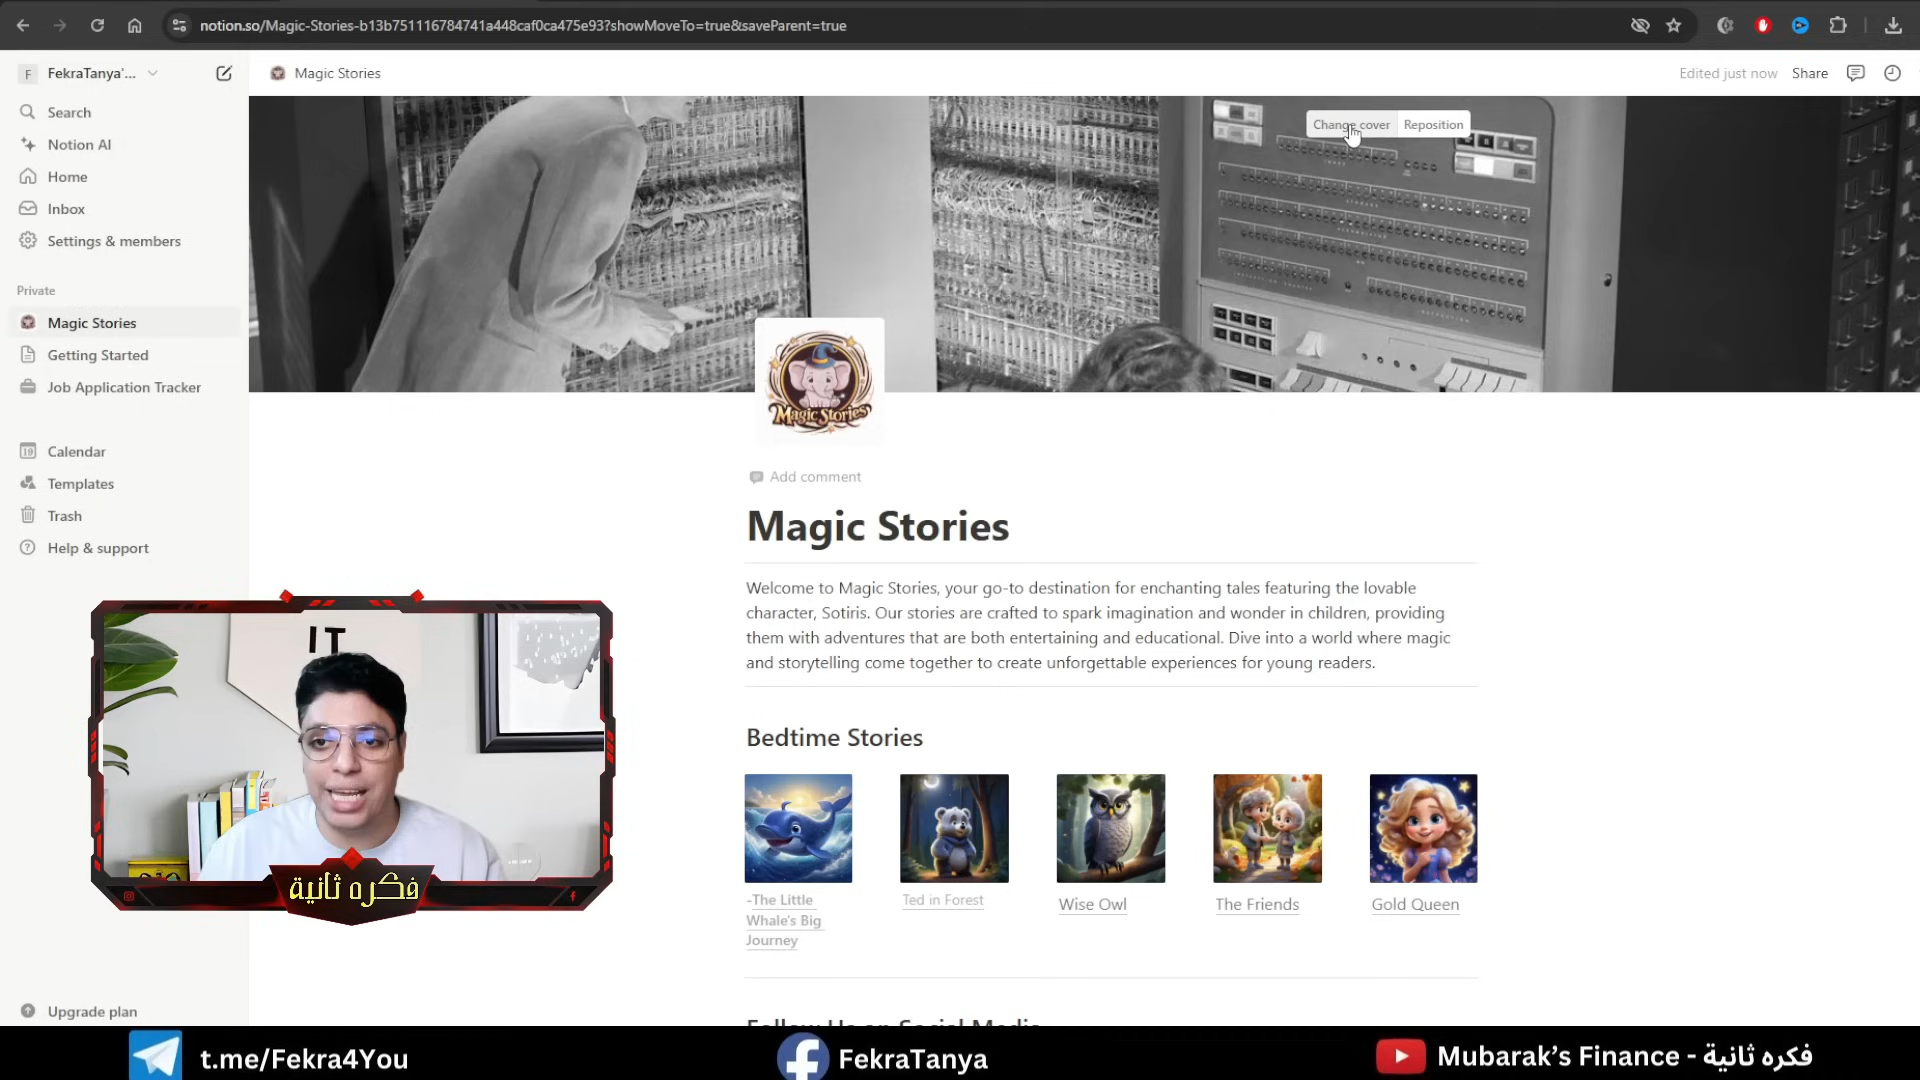 notion.so/Magic-Stories-b13b751116784741a448caf0ca475e93?showMoveTo=true&saveParent=true
F FekraTanya'...
Magic Stories
Edited just now
Share
Search
Notion AI
Home
Inbox
Settings & members
Private
Magic Stories
Getting Started
Job Application Tracker
Calendar
Templates
Trash
Help & support
Upgrade plan
Change cover
Reposition
Magic Stories
Add comment
Magic Stories
Welcome to Magic Stories, your go-to destination for enchanting tales featuring the lovable
character, Sotiris. Our stories are crafted to spark imagination and wonder in children, providing
them with adventures that are both entertaining and educational. Dive into a world where magic
and storytelling come together to create unforgettable experiences for young readers.
Bedtime Stories
-The Little
Whale's Big
Journey
Ted in Forest
Wise Owl
The Friends
Gold Queen
Follow Us on Social Media
IT
فكره ثانية
t.me/Fekra4You
FekraTanya
Mubarak's Finance - فكره ثانية